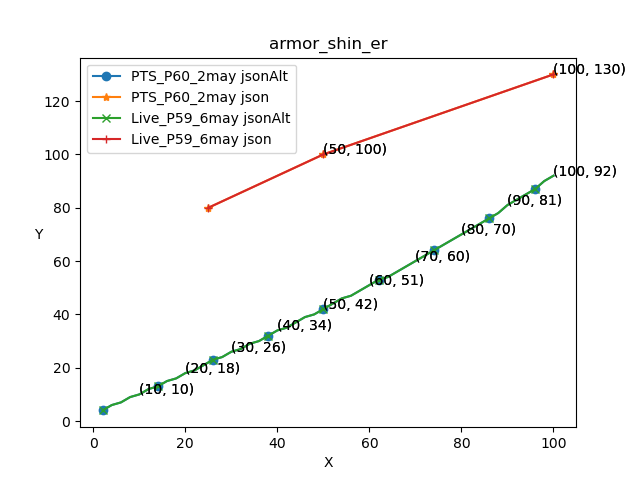 armor_shin_er
PTS_P60_2may jsonAlt
PTS_P60_2may json
Live_P59_6may jsonAlt
Live_P59_6may json
(100, 130)
(50, 100)
(100, 92)
(90, 81)
(80, 70)
(70, 60)
(60, 51)
(50, 42)
(40, 34)
(30, 26)
(20, 18)
(10, 10)
120
100
80
60
40
20
0
Y
0 20 40 60 80 100
X